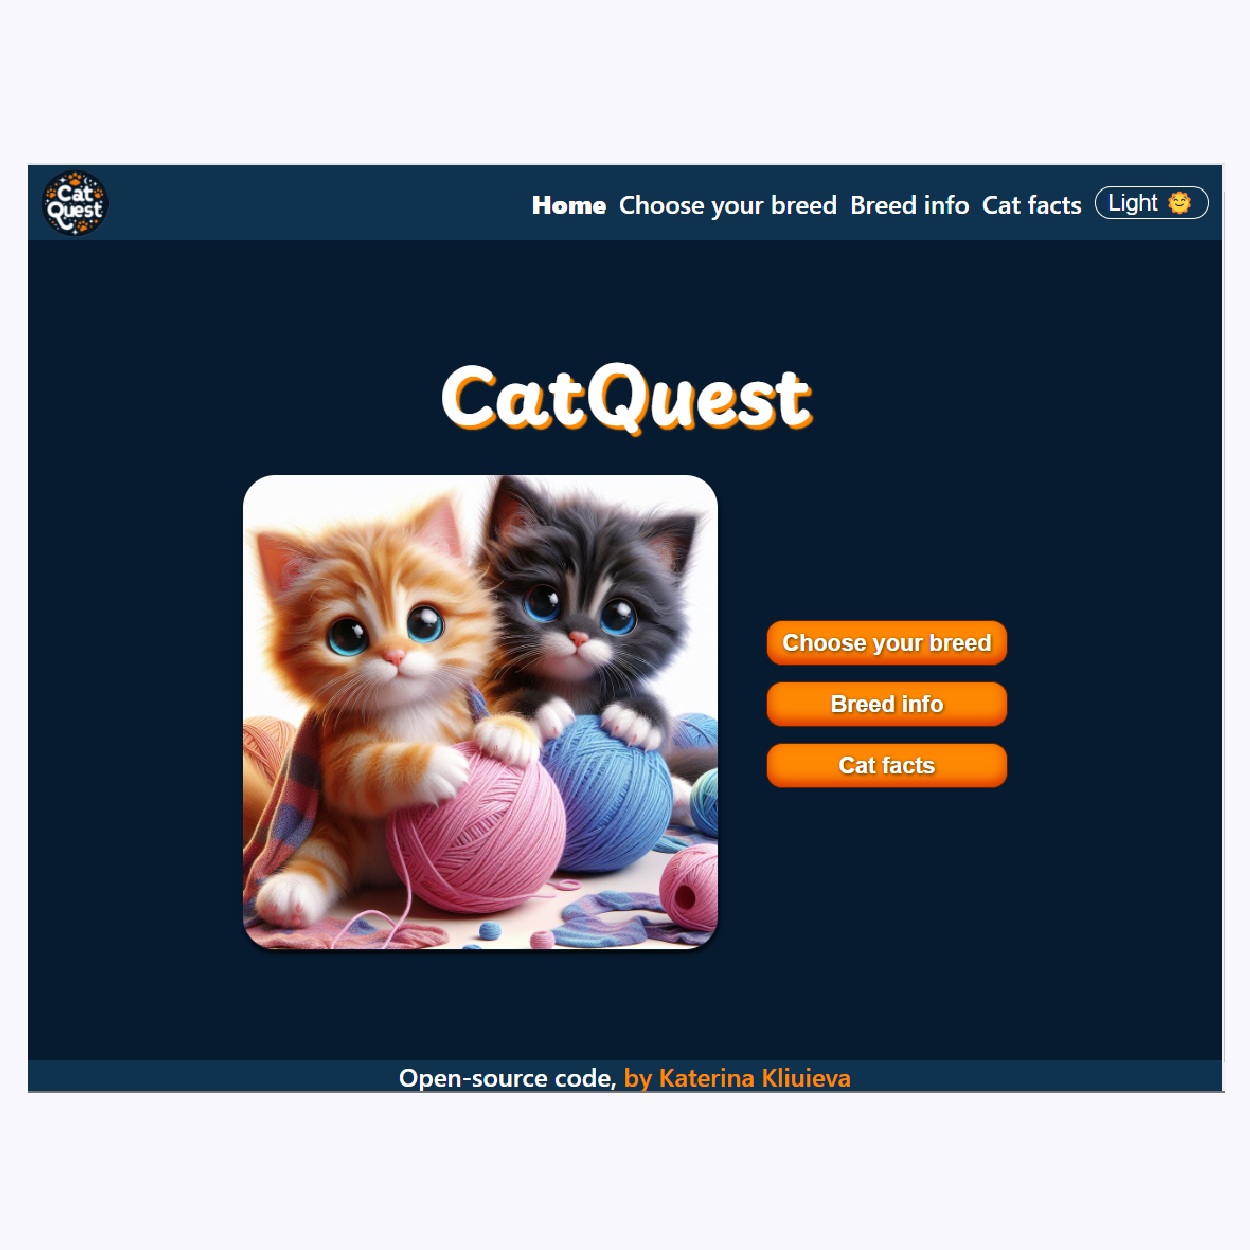 Cat
Quest
Home Choose your breed Breed info Cat facts Light
CatQuest
Choose your breed
Breed info
Cat facts
Open-source code, by Katerina Kliuieva